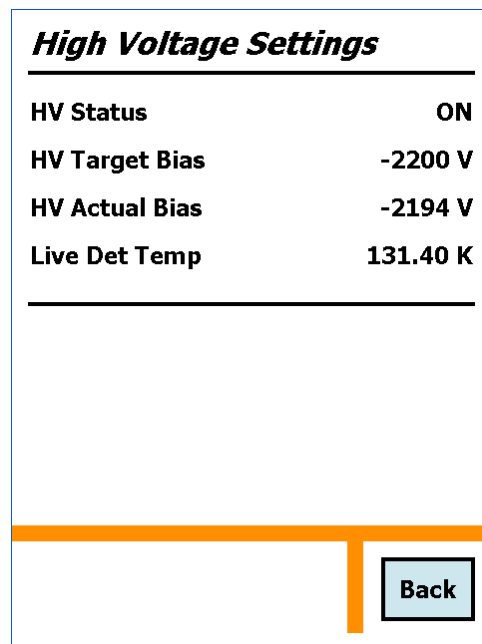 High Voltage Settings
HV Status ON
HV Target Bias -2200 V
HV Actual Bias -2194 V
Live Det Temp 131.40 K
Back